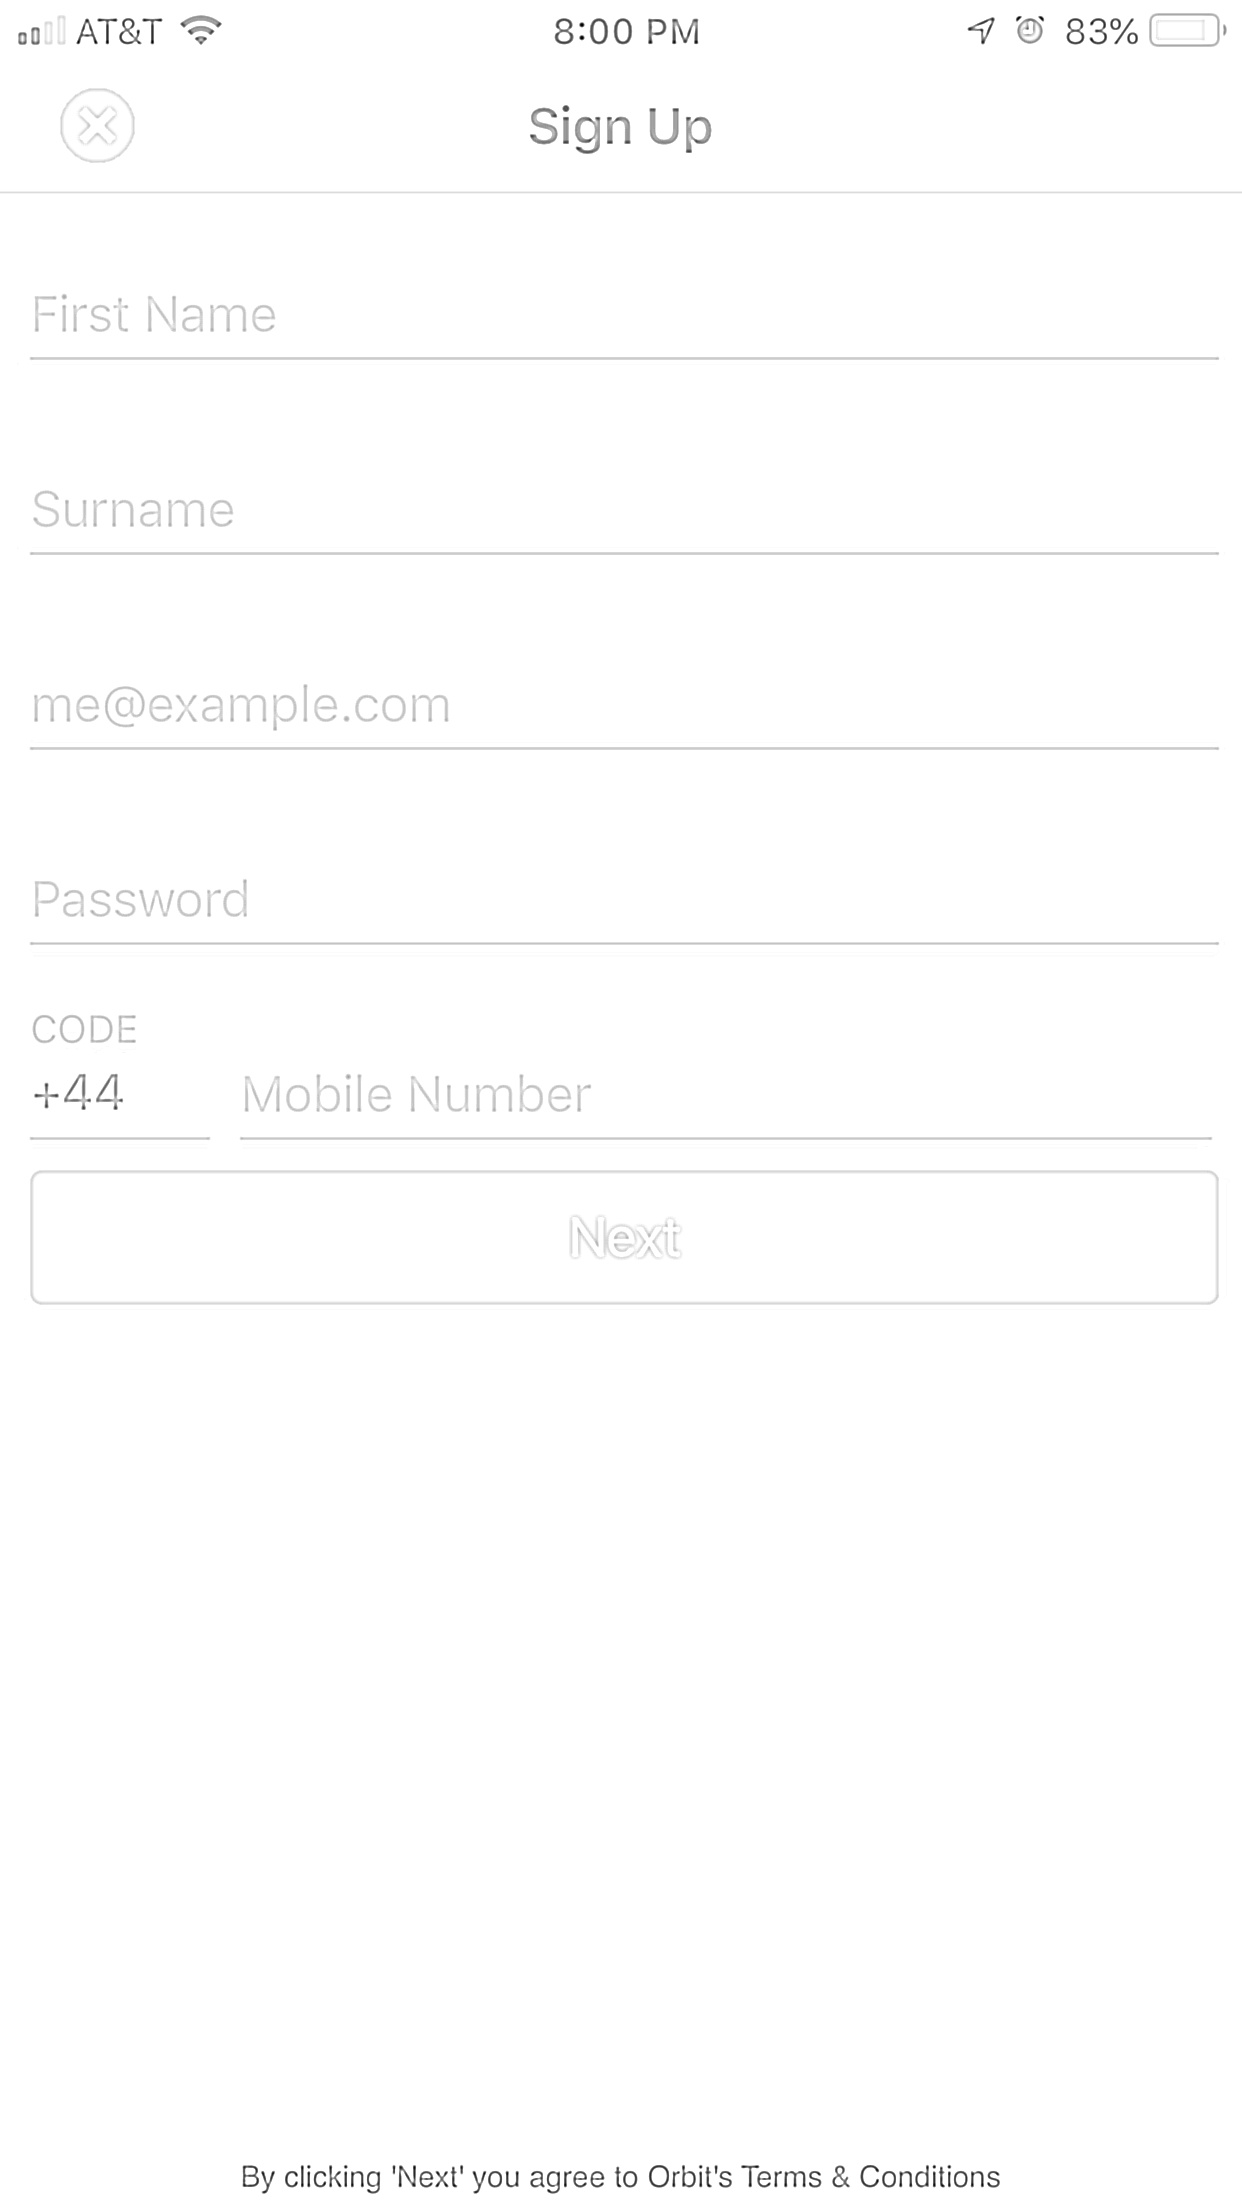 AT&T 8:00 PM 83%
Sign Up
First Name
Surname
me@example.com
Password
CODE
+44 Mobile Number
Next
By clicking 'Next' you agree to Orbit's Terms & Conditions